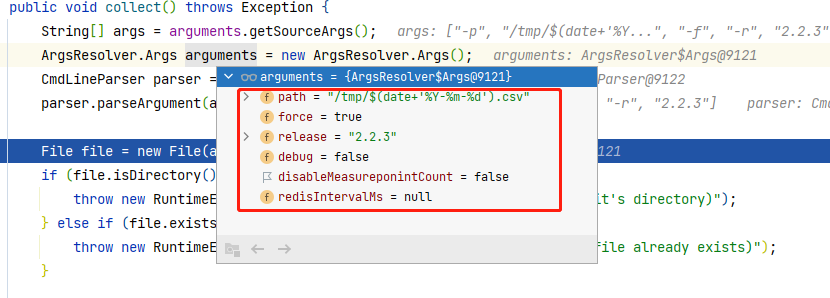 public void collect() throws Exception {
String[] args = arguments.getSourceArgs(); args: ["-p", "/tmp/$(date+'%Y...", "-f", "-r", "2.2.3"
ArgsResolver.Args arguments = new ArgsResolver.Args(); arguments: ArgsResolver$Args@9121
CmdLineParser parser = Parser@9122
parser.parseArgument(a "-r", "2.2.3"] parser: Cmd
File file = new File(a 121
if (file.isDirectory() 
throw new RuntimeE it's directory)");
} else if (file.exists
throw new RuntimeE file already exists)");
}
arguments = {ArgsResolver$Args@9121}
path = "/tmp/$(date+'%Y-%m-%d').csv"
force = true
release = "2.2.3"
debug = false
disableMeasureponintCount = false
redisIntervalMs = null